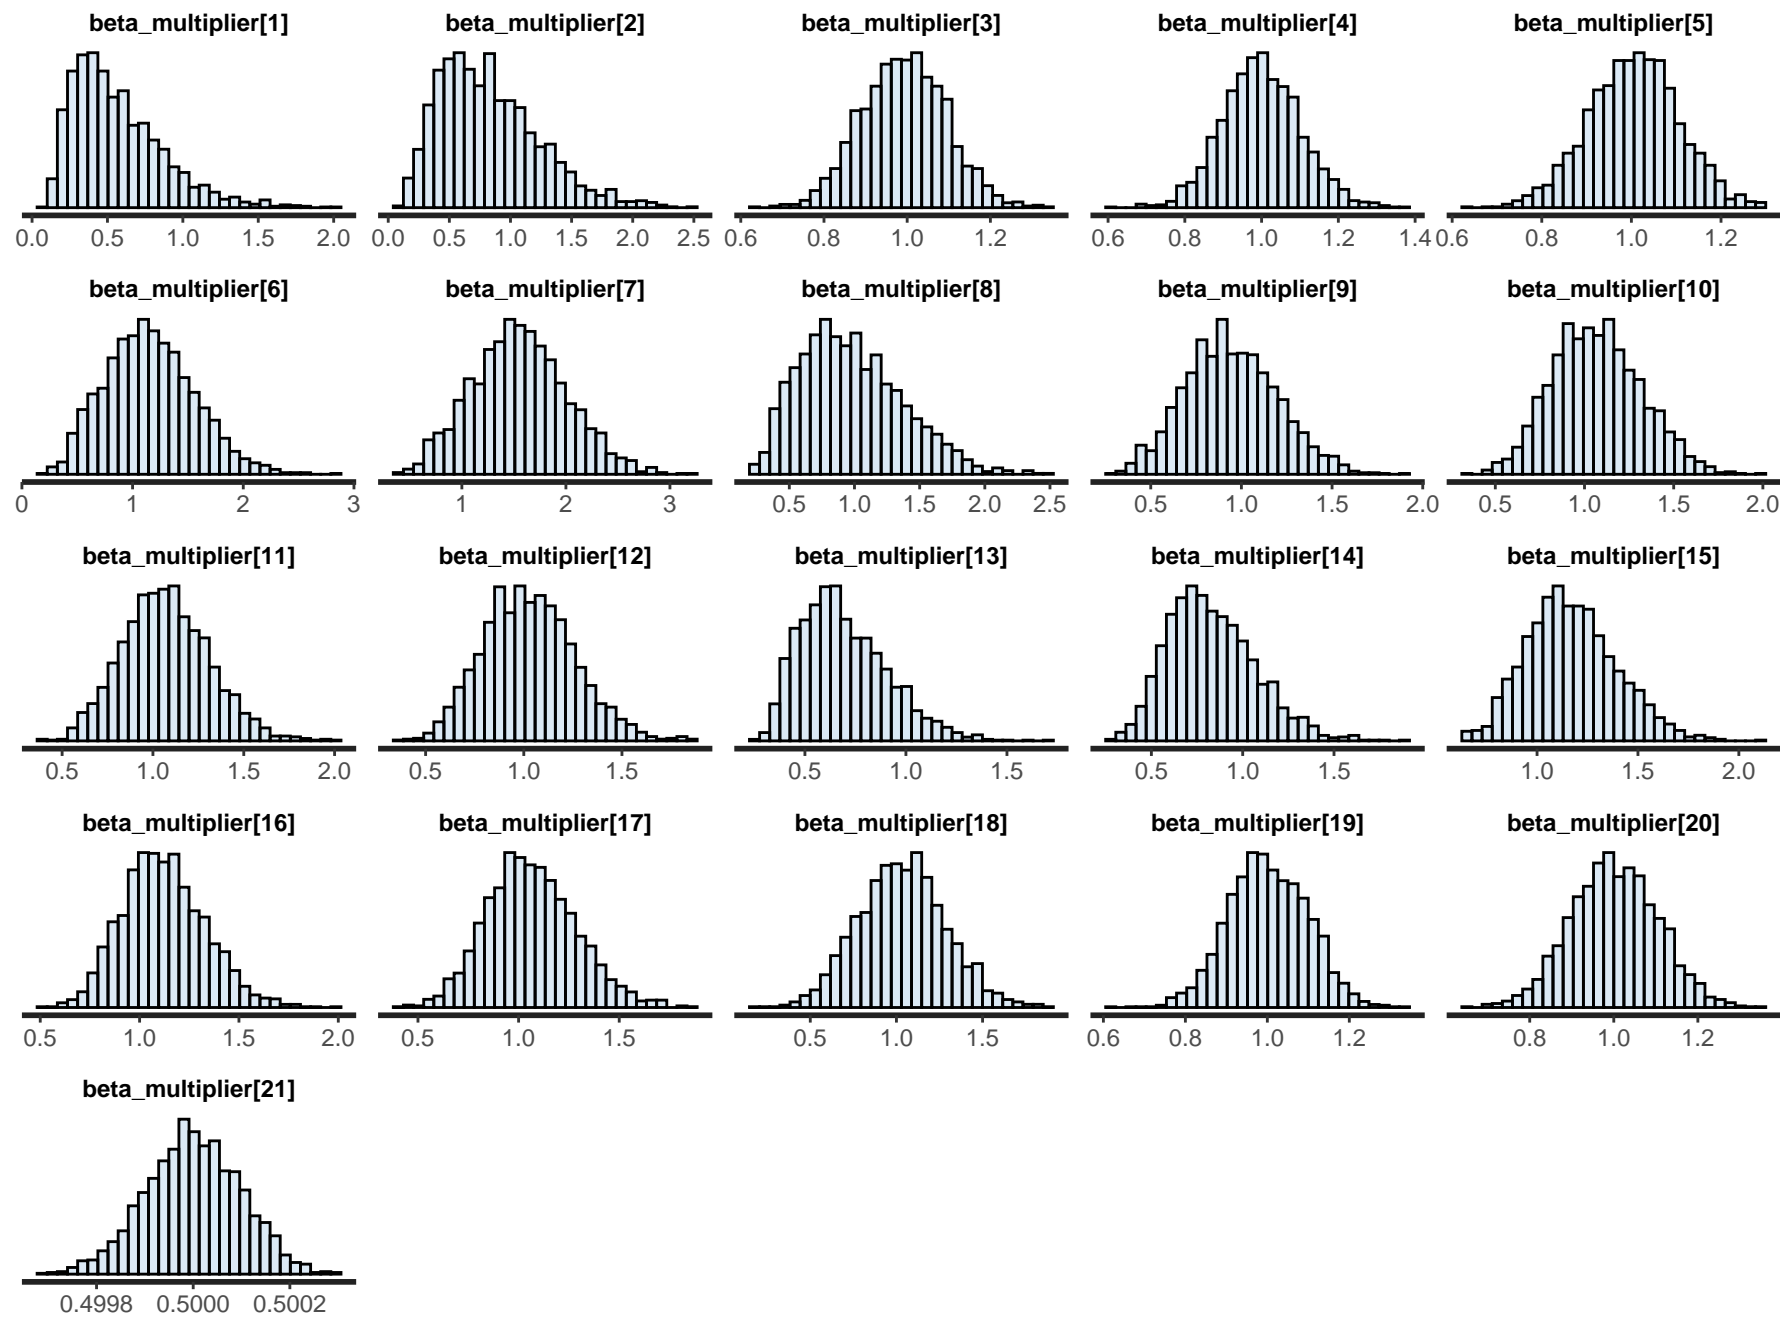 beta_multiplier[1] beta_multiplier[2] beta_multiplier[3] beta_multiplier[4] beta_multiplier[5]
0.0 0.5 1.0 1.5 2.0 0.0 0.5 1.0 1.5 2.0 2.5 0.6 0.8 1.0 1.2 0.6 0.8 1.0 1.2 1.4 0.6 0.8 1.0 1.2
beta_multiplier[6] beta_multiplier[7] beta_multiplier[8] beta_multiplier[9] beta_multiplier[10]
0 1 2 3 1 2 3 0.5 1.0 1.5 2.0 2.5 0.5 1.0 1.5 2.0 0.5 1.0 1.5 2.0
beta_multiplier[11] beta_multiplier[12] beta_multiplier[13] beta_multiplier[14] beta_multiplier[15]
0.5 1.0 1.5 2.0 0.5 1.0 1.5 0.5 1.0 1.5 0.5 1.0 1.5 1.0 1.5 2.0
beta_multiplier[16] beta_multiplier[17] beta_multiplier[18] beta_multiplier[19] beta_multiplier[20]
0.5 1.0 1.5 2.0 0.5 1.0 1.5 0.5 1.0 1.5 0.6 0.8 1.0 1.2 0.8 1.0 1.2
beta_multiplier[21]
0.4998 0.5000 0.5002